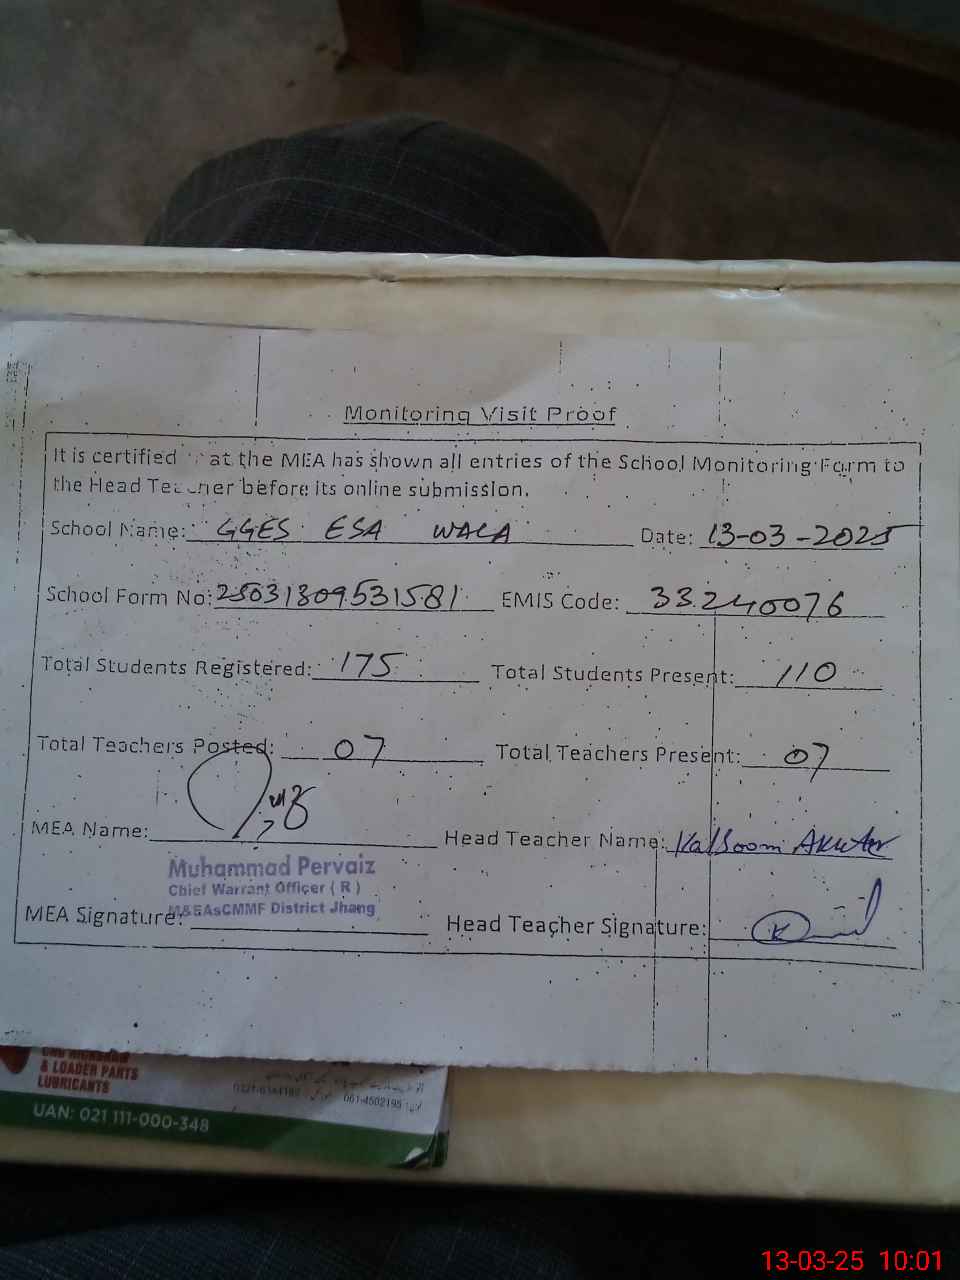 Monitoring Visit Proof
It is certified that the MEA has shown all entries of the School Monitoring Form to
the Head Teacher before its online submission.
School Name: GGES ESA WALA Date: 13-03-2025
School Form No: 25031309531581 EMIS Code: 33240076
Total Students Registered: 175 Total Students Present: 110
Total Teachers Posted: 07 Total Teachers Present: 07
MEA Name: Head Teacher Name: Kalsoom Akhter
Muhammad Pervaiz
Chief Warrant Officer ( R )
M&EAsCMMF District Jhang
MEA Signature: Head Teacher Signature:
& LOADER PARTS
LUBRICANTS
UAN: 021 111-000-348
061-4502195
13-03-25 10:01